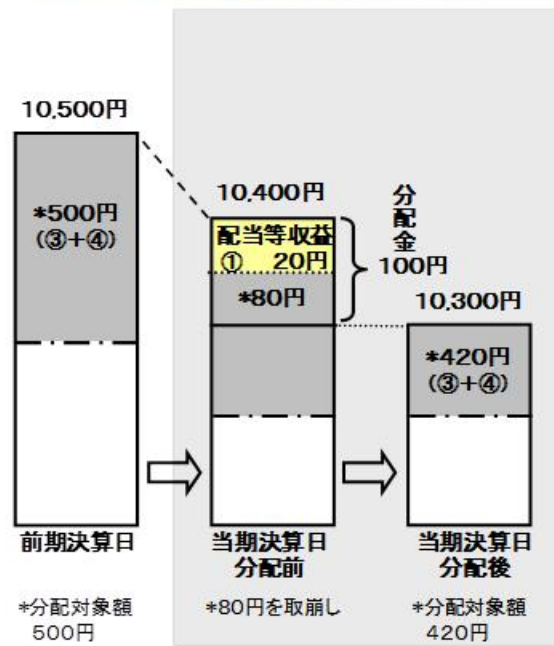 10,500円
*500円
(③+④)
10,400円
配当等収益
① 20円
*80円
分配金
100円
10,300円
*420円
(③+④)
前期決算日
当期決算日
分配前
当期決算日
分配後
*分配対象額
500円
*80円を取崩し
*分配対象額
420円